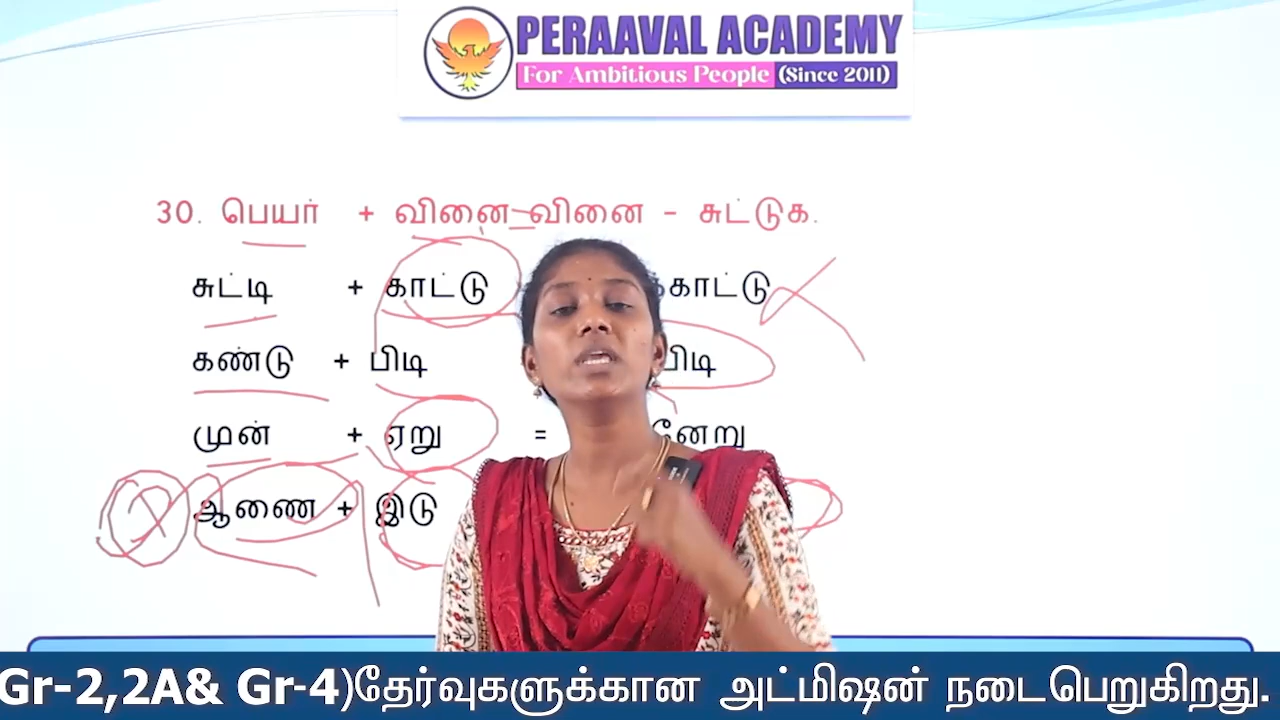 PERAAVAL ACADEMY
For Ambitious People (Since 2011)
30. பெயர் + வினை=வினை - சுட்டுக.
சுட்டி + காட்டு
கண்டு + பிடி
முன் + ஏறு =
ஆணை + இடு
Gr-2,2A& Gr-4)தேர்வுகளுக்கான அட்மிஷன் நடைபெறுகிறது.